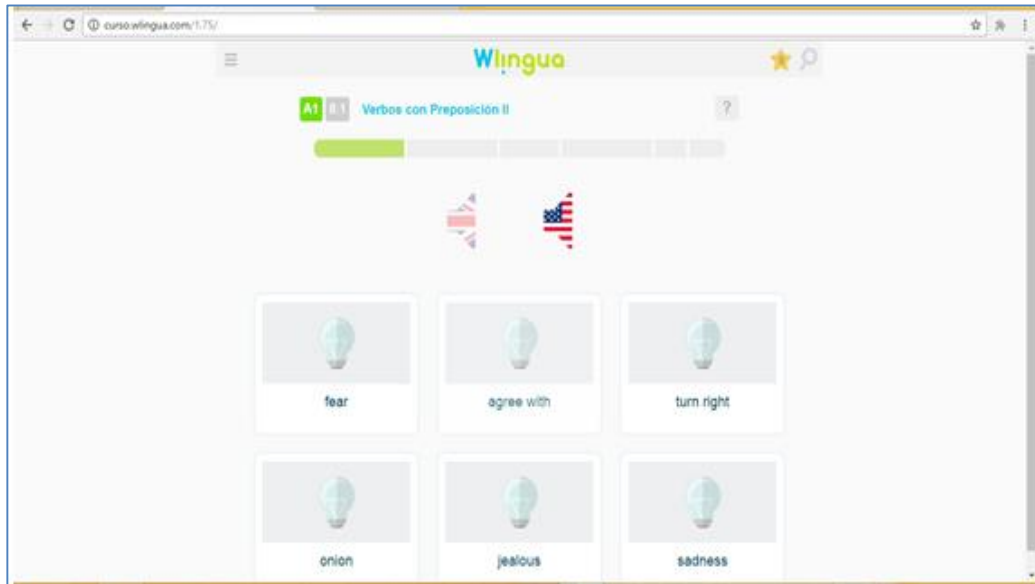 curso.wlingua.com/1.75/
Wlingua
A1 Verbos con Preposición II ?
fear agree with turn right
onion jealous sadness